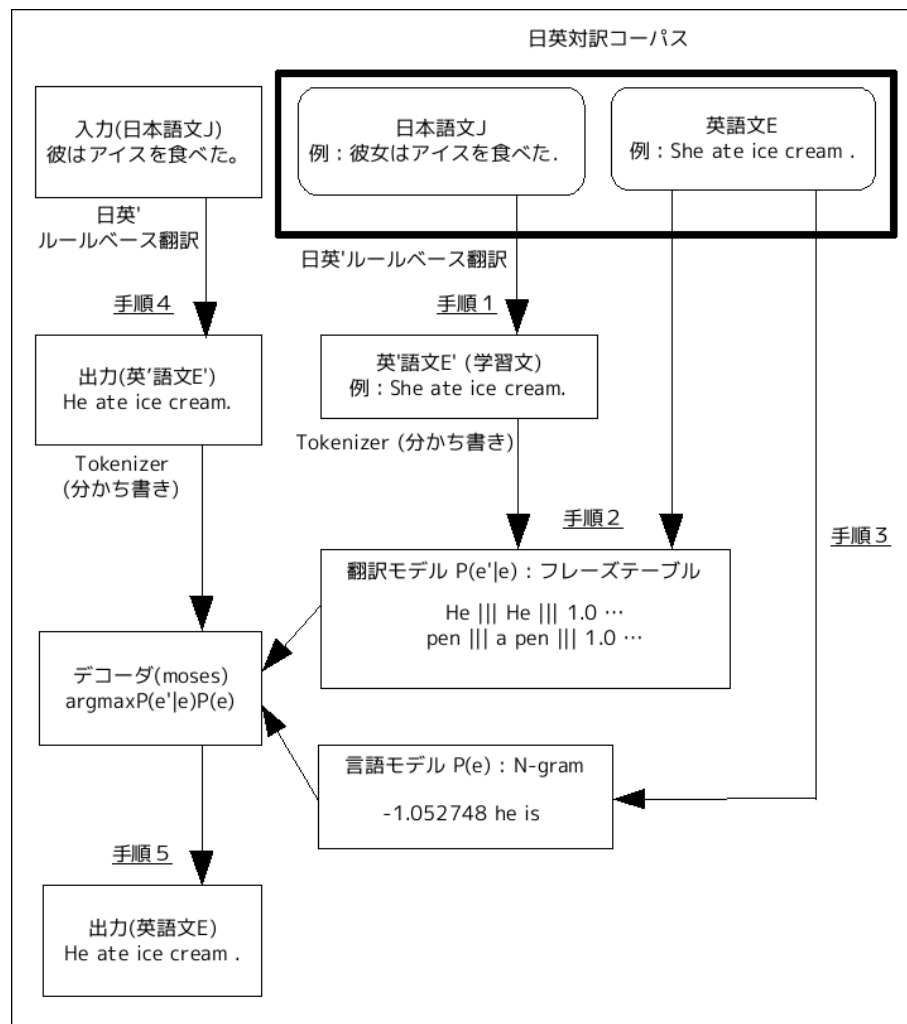 日英対訳コーパス
入力(日本語文J)
彼はアイスを食べた。
日本語文J
例：彼女はアイスを食べた.
英語文E
例：She ate ice cream .
日英'
ルールベース翻訳
日英'ルールベース翻訳
手順４
手順１
出力(英’語文E')
He ate ice cream.
英'語文E' (学習文)
例：She ate ice cream.
Tokenizer
(分かち書き)
Tokenizer (分かち書き)
手順２
手順３
翻訳モデル P(e'|e)：フレーズテーブル
He ||| He ||| 1.0 …
pen ||| a pen ||| 1.0 …
デコーダ(moses)
argmaxP(e'|e)P(e)
言語モデル P(e)：N-gram
-1.052748 he is
手順５
出力(英語文E)
He ate ice cream .